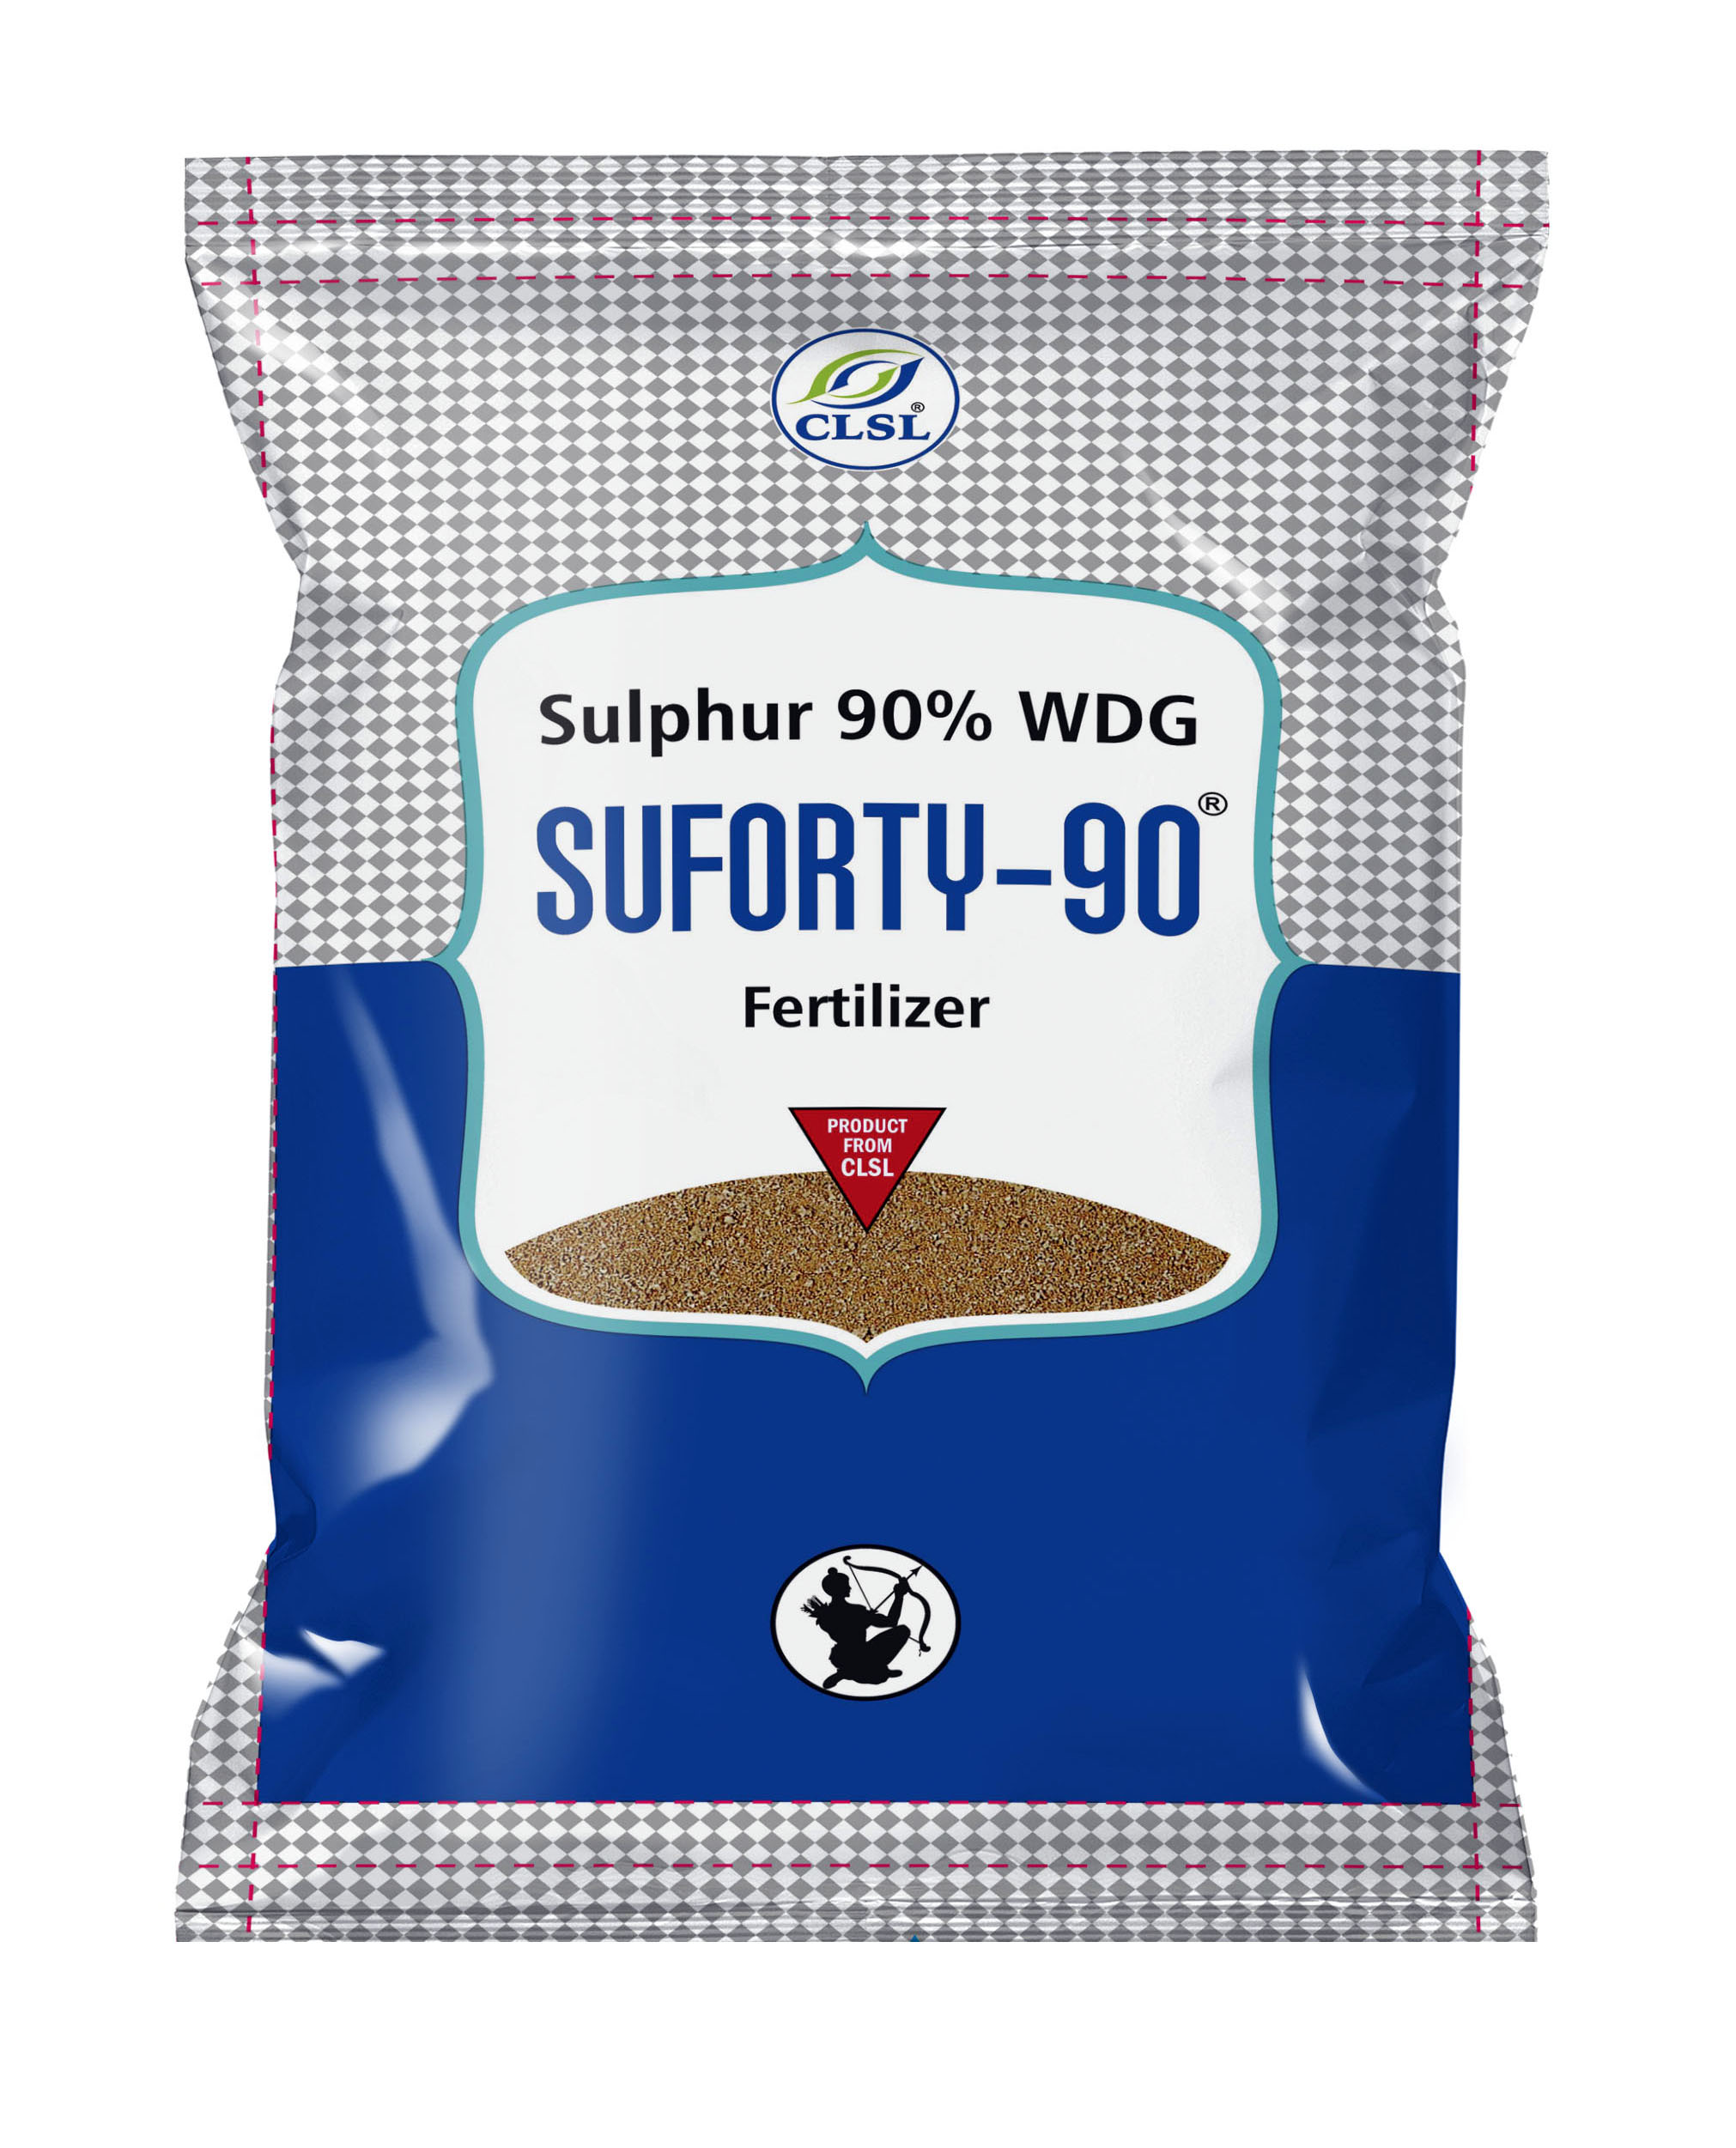 CLSL®
Sulphur 90% WDG
SUFORTY-90®
Fertilizer
PRODUCT
FROM
CLSL